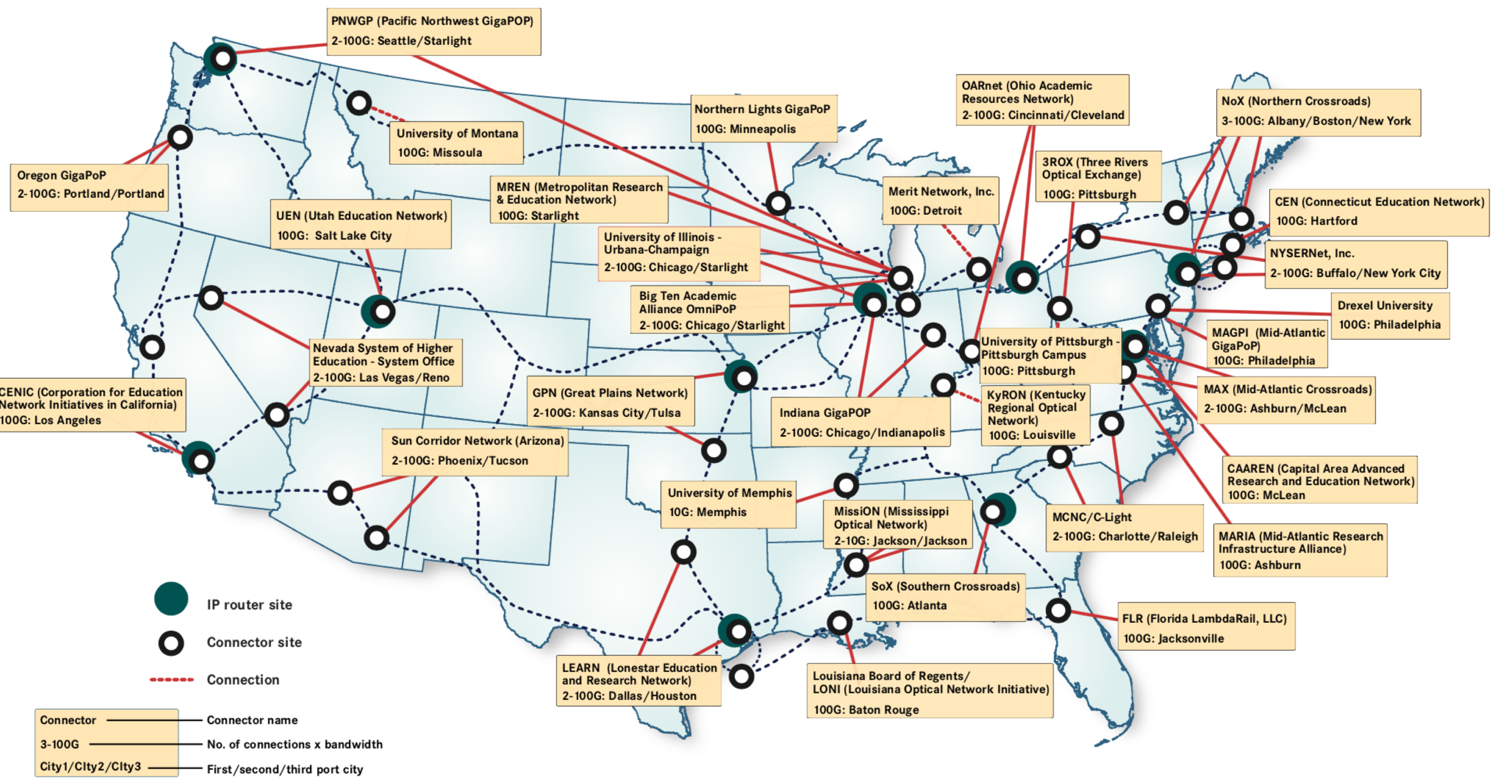 PNWGP (Pacific Northwest GigaPOP)
2-100G: Seattle/Starlight
University of Montana
100G: Missoula
Oregon GigaPoP
2-100G: Portland/Portland
UEN (Utah Education Network)
100G: Salt Lake City
Northern Lights GigaPoP
100G: Minneapolis
MREN (Metropolitan Research
& Education Network)
100G: Starlight
University of Illinois -
Urbana-Champaign
2-100G: Chicago/Starlight
Big Ten Academic
Alliance OmniPoP
2-100G: Chicago/Starlight
Merit Network, Inc.
100G: Detroit
OARnet (Ohio Academic
Resources Network)
2-100G: Cincinnati/Cleveland
3ROX (Three Rivers
Optical Exchange)
100G: Pittsburgh
NoX (Northern Crossroads)
3-100G: Albany/Boston/New York
CEN (Connecticut Education Network)
100G: Hartford
NYSERNet, Inc.
2-100G: Buffalo/New York City
Drexel University
100G: Philadelphia
MAGPI (Mid-Atlantic
GigaPoP)
100G: Philadelphia
University of Pittsburgh -
Pittsburgh Campus
100G: Pittsburgh
MAX (Mid-Atlantic Crossroads)
2-100G: Ashburn/McLean
KyRON (Kentucky
Regional Optical
Network)
100G: Louisville
Nevada System of Higher
Education - System Office
2-100G: Las Vegas/Reno
CENIC (Corporation for Education
Network Initiatives in California)
100G: Los Angeles
GPN (Great Plains Network)
2-100G: Kansas City/Tulsa
Indiana GigaPOP
2-100G: Chicago/Indianapolis
Sun Corridor Network (Arizona)
2-100G: Phoenix/Tucson
CAAREN (Capital Area Advanced
Research and Education Network)
100G: McLean
University of Memphis
10G: Memphis
MissiON (Mississippi
Optical Network)
2-10G: Jackson/Jackson
MCNC/C-Light
2-100G: Charlotte/Raleigh
MARIA (Mid-Atlantic Research
Infrastructure Alliance)
100G: Ashburn
SoX (Southern Crossroads)
100G: Atlanta
FLR (Florida LambdaRail, LLC)
100G: Jacksonville
LEARN (Lonestar Education
and Research Network)
2-100G: Dallas/Houston
Louisiana Board of Regents/
LONI (Louisiana Optical Network Initiative)
100G: Baton Rouge
IP router site
Connector site
Connection
Connector
Connector name
3-100G
No. of connections x bandwidth
City1/CIty2/CIty3
First/second/third port city